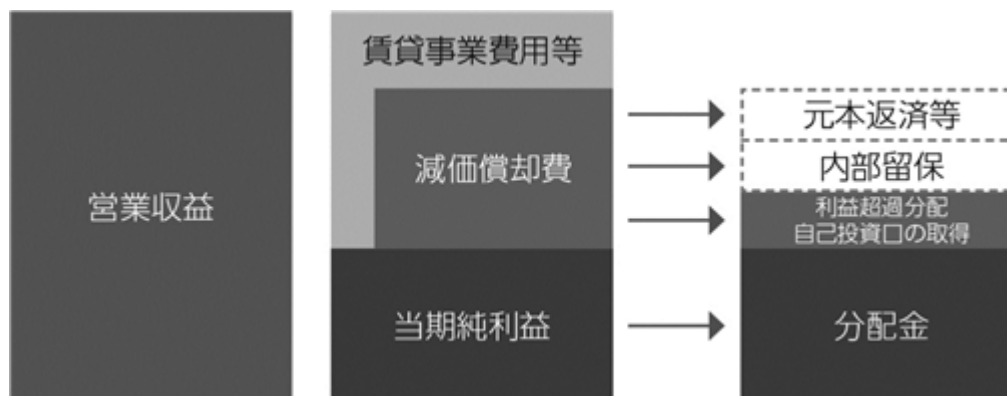 営業収益
賃貸事業費用等
減価償却費
当期純利益
元本返済等
内部留保
利益超過分配
自己投資口の取得
分配金